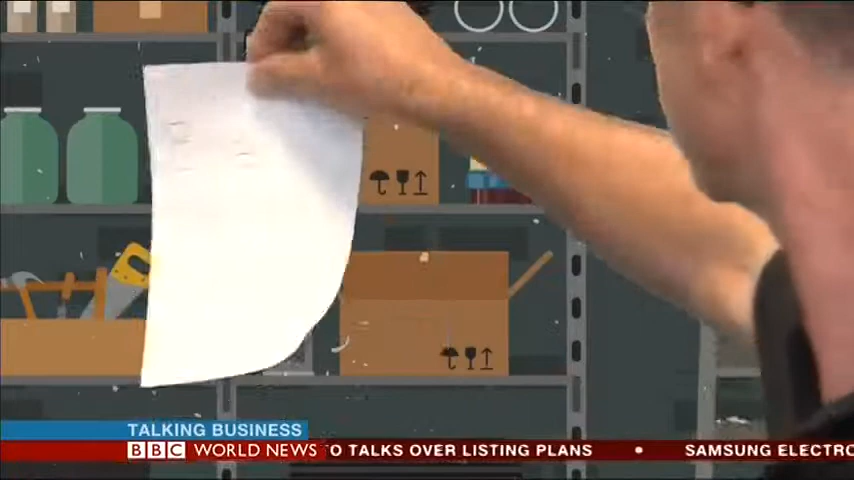 TALKING BUSINESS
BBC WORLD NEWS
O TALKS OVER LISTING PLANS • SAMSUNG ELECTRO